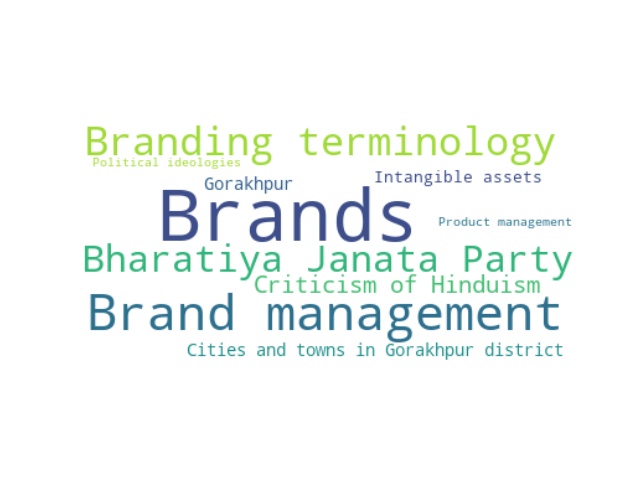 Branding terminology
Political ideologies
Intangible assets
Gorakhpur
Brands
Product management
Bharatiya Janata Party
Criticism of Hinduism
Brand management
Cities and towns in Gorakhpur district